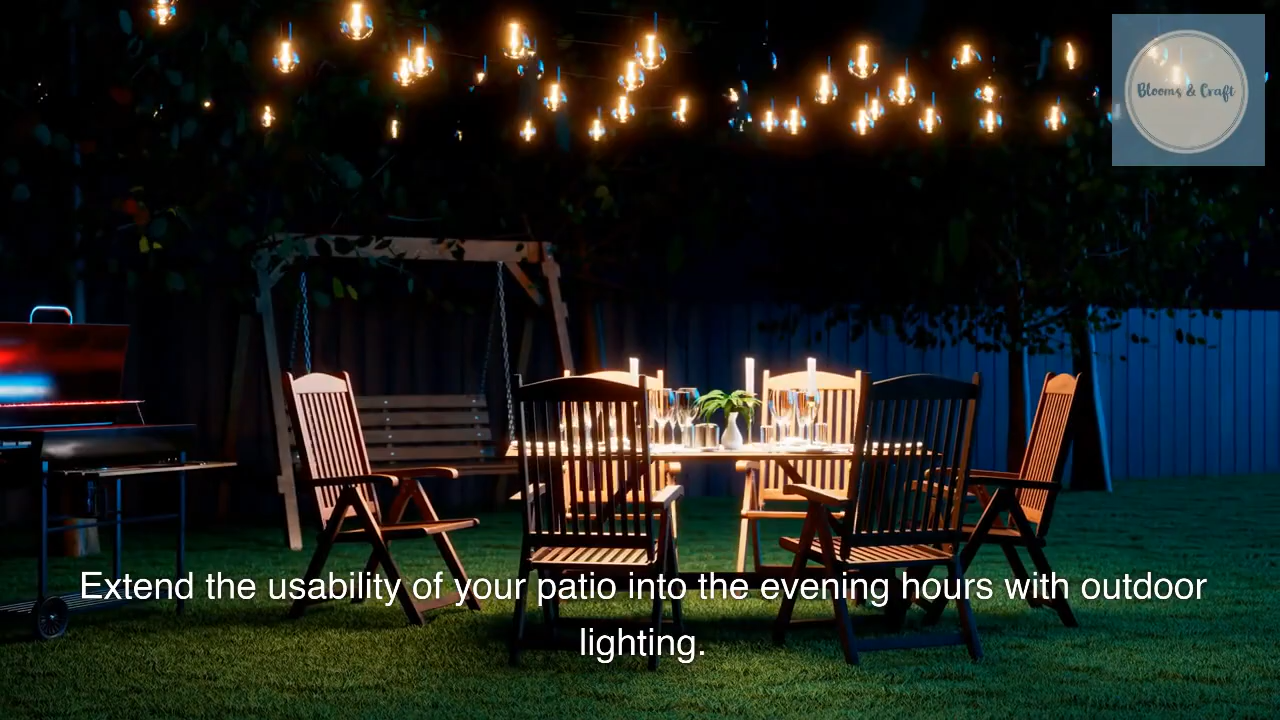 Blooms & Craft
Extend the usability of your patio into the evening hours with outdoor
lighting.